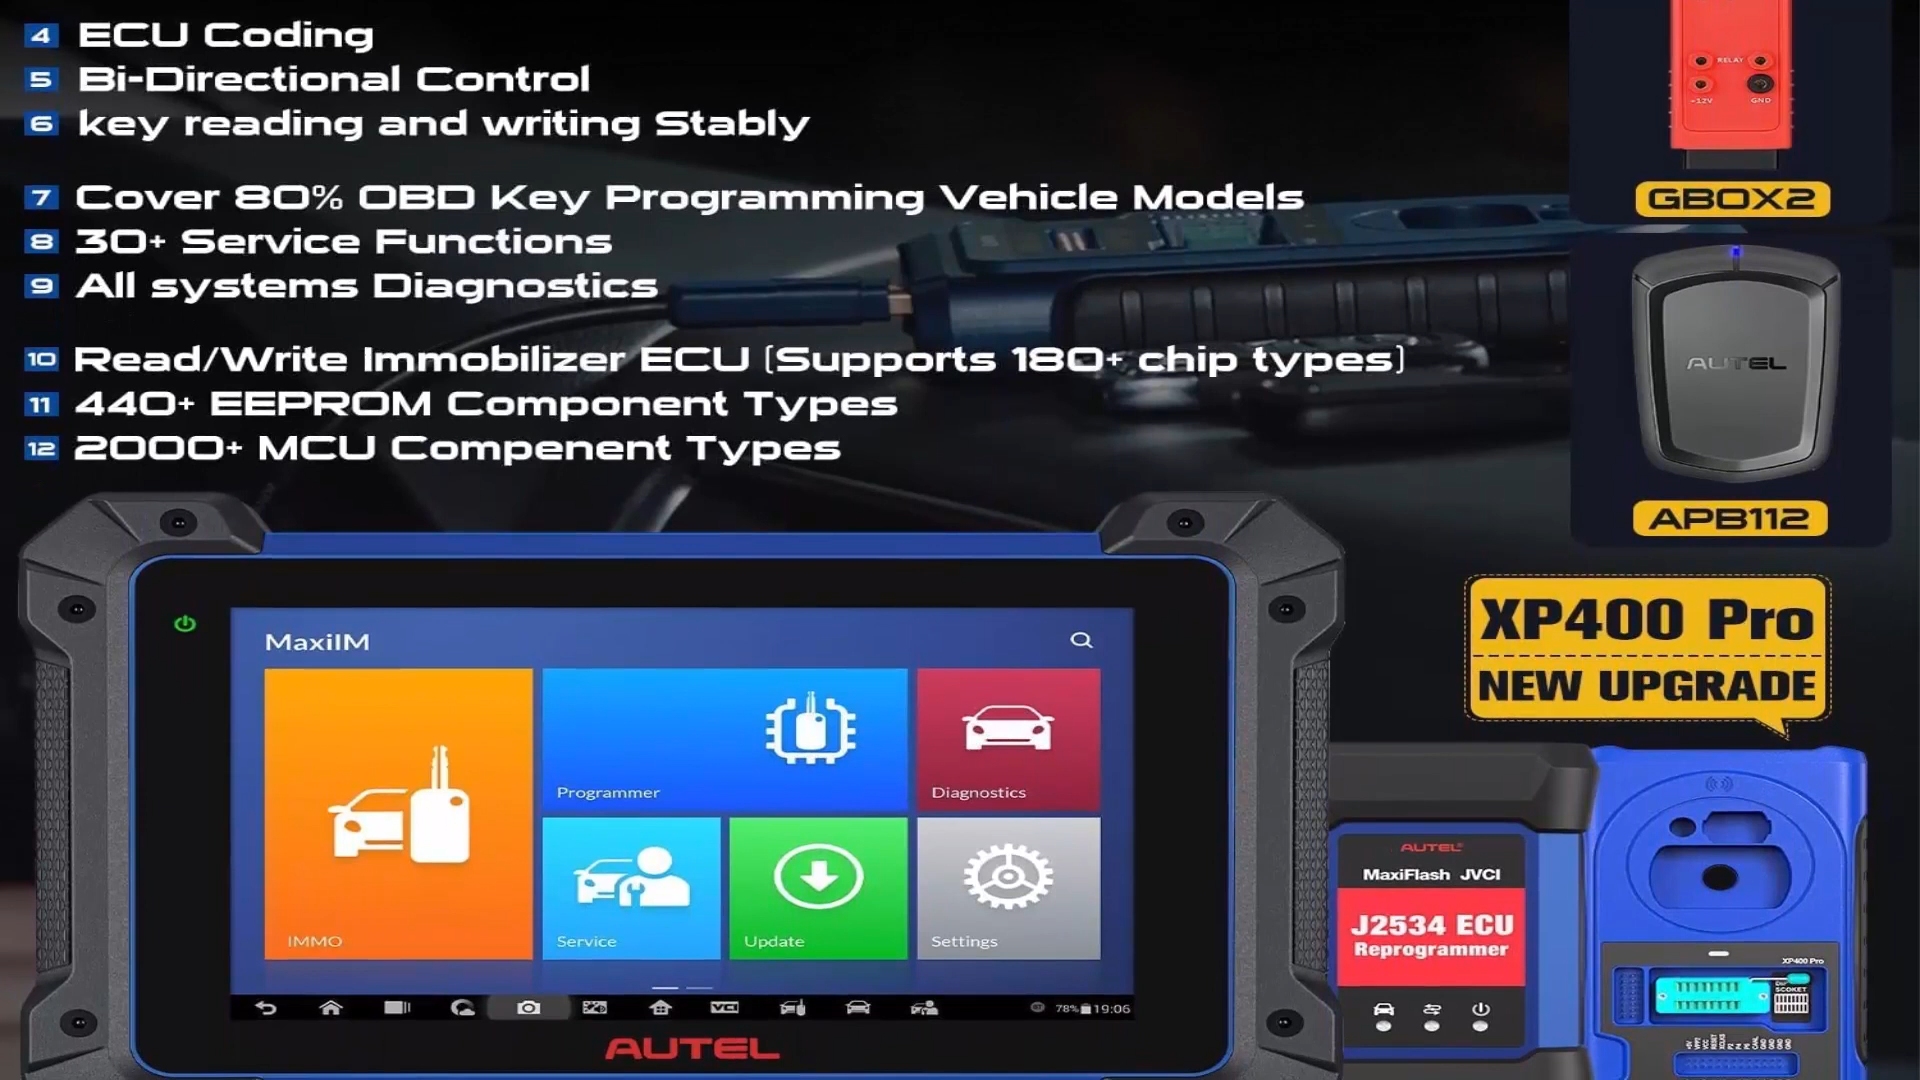 4 ECU Coding
5 Bi-Directional Control
6 key reading and writing Stably
7 Cover 80% OBD Key Programming Vehicle Models
8 30+ Service Functions
9 All systems Diagnostics
10 Read/Write Immobilizer ECU (Supports 180+ chip types)
11 440+ EEPROM Component Types
12 2000+ MCU Compenent Types
RELAY
+12V GND
GBOX2
AUTEL
APB112
XP400 Pro
NEW UPGRADE
MaxiIM
Programmer
Diagnostics
IMMO
Service
Update
Settings
VCI
78% 19:06
AUTEL
AUTEL
MaxiFlash JVCI
J2534 ECU
Reprogrammer
XP400 Pro
SCOKET